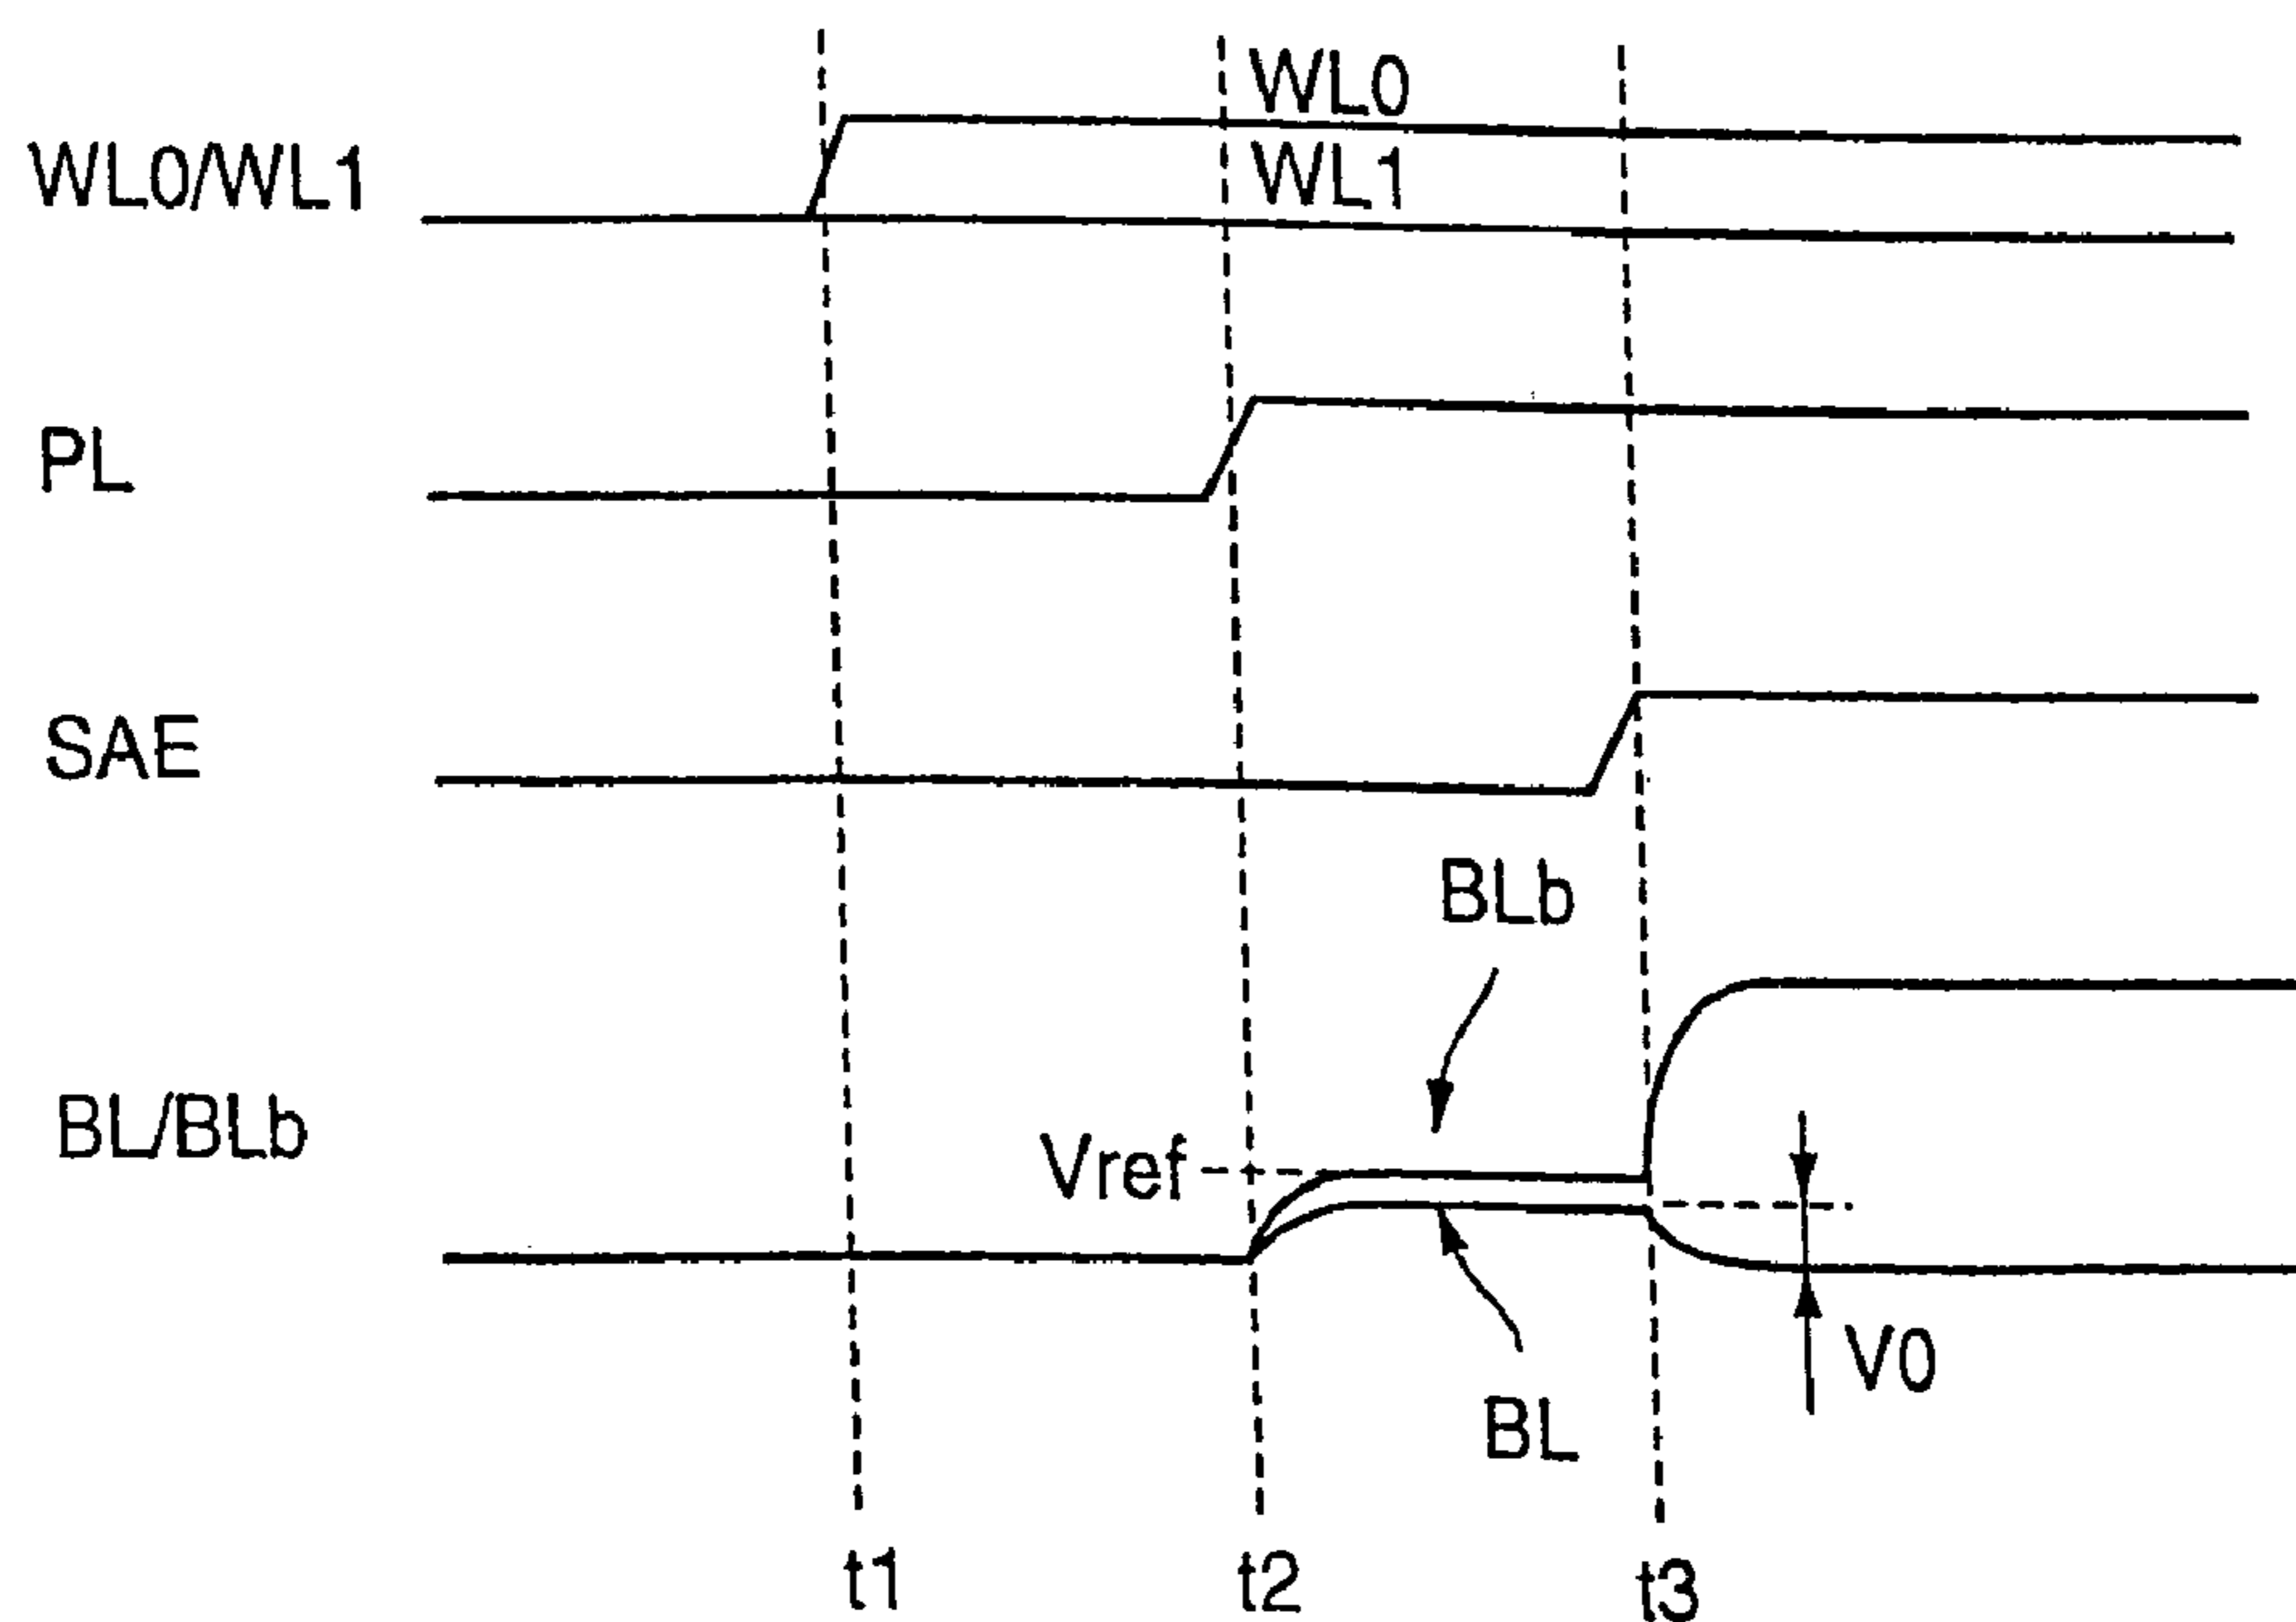 WL0
WL0/WL1
WL1
PL
SAE
BLb
BL/BLb
Vref
V0
BL
t1
t2
t3